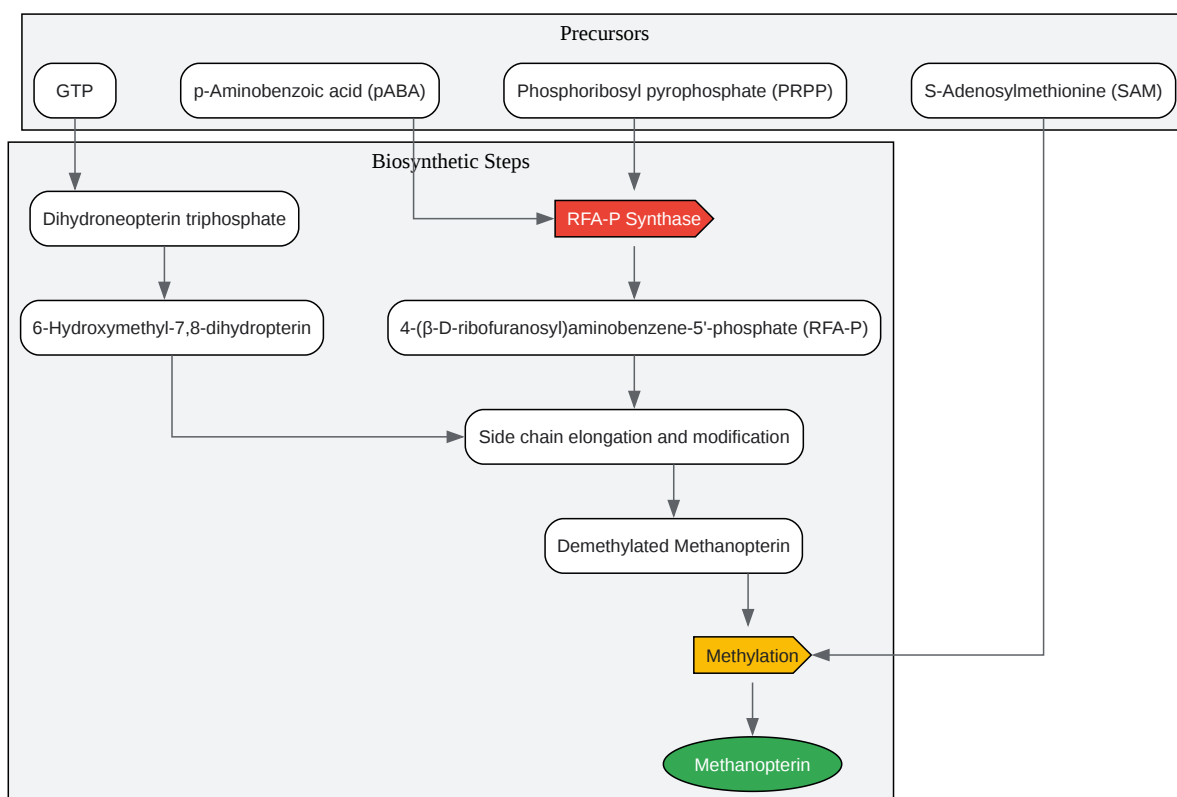 Precursors
GTP
p-Aminobenzoic acid (pABA)
Phosphoribosyl pyrophosphate (PRPP)
S-Adenosylmethionine (SAM)
Biosynthetic Steps
Dihydroneopterin triphosphate
RFA-P Synthase
6-Hydroxymethyl-7,8-dihydropterin
4-(β-D-ribofuranosyl)aminobenzene-5'-phosphate (RFA-P)
Side chain elongation and modification
Demethylated Methanopterin
Methylation
Methanopterin